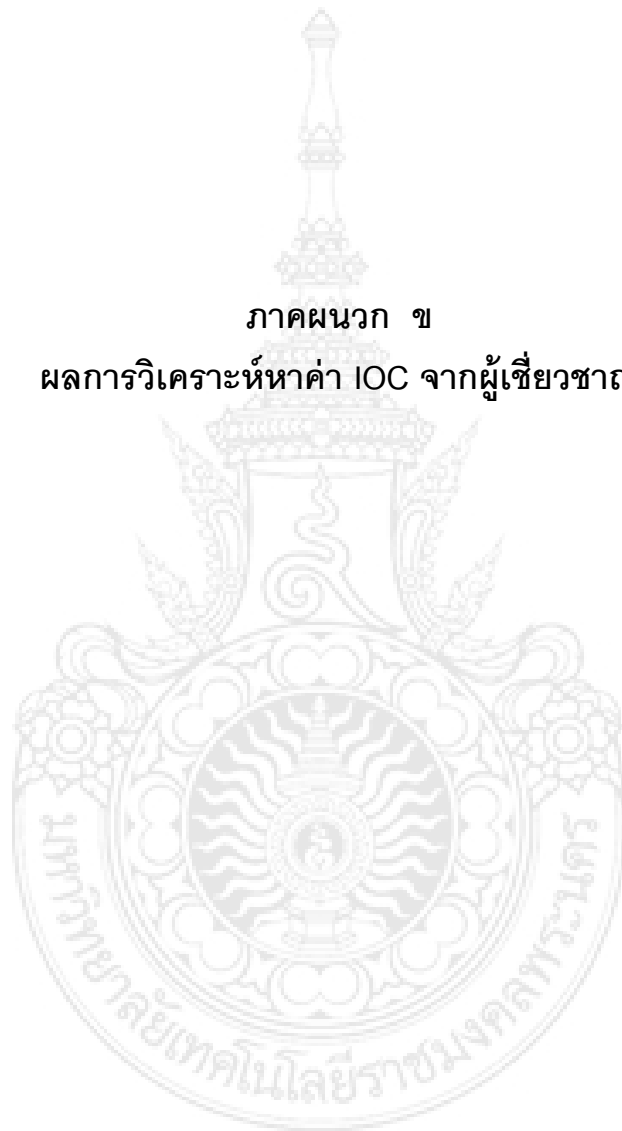 ภาคผนวก ข
ผลการวิเคราะห์หาค่า IOC จากผู้เชี่ยวชาญ
มหาวิทยาลัยเทคโนโลยีราชมงคลพระนคร